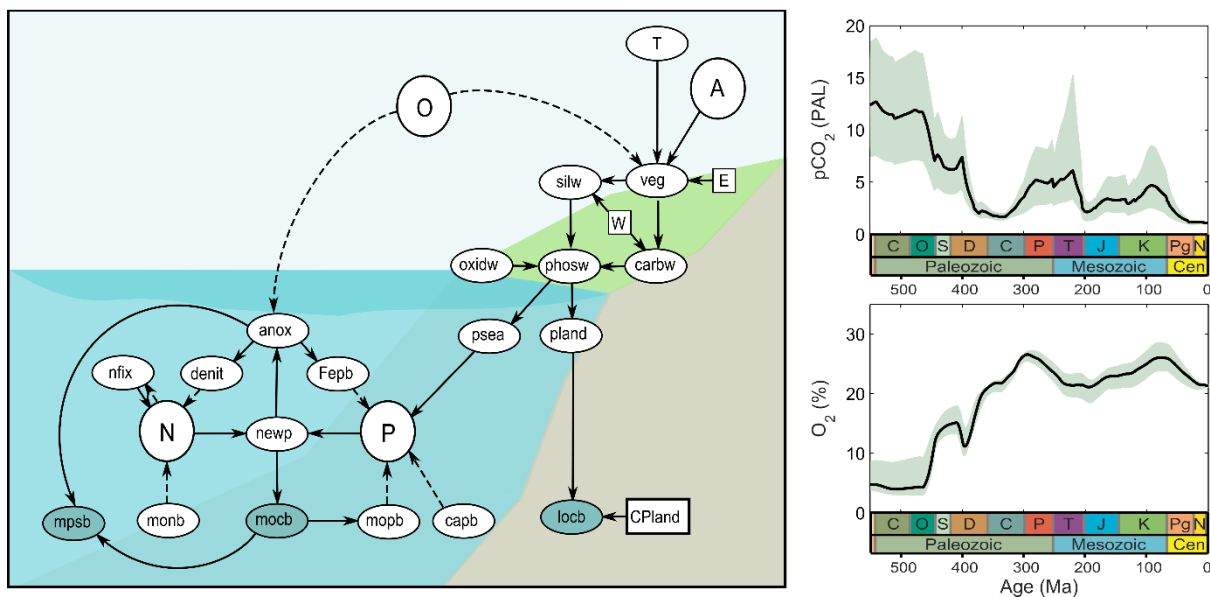 T
A
O
silw
veg
E
W
oxidw
phosw
carbw
anox
psea
pland
nfix
denit
Fepb
N
newp
P
mpsb
monb
mocb
mopb
capb
locb
CPland
pCO2 (PAL)
20
15
10
5
0
C O S D C P T J K Pg N
Paleozoic Mesozoic Cen
500 400 300 200 100 0
O2 (%)
30
20
10
0
C O S D C P T J K Pg N
Paleozoic Mesozoic Cen
500 400 300 200 100 0
Age (Ma)